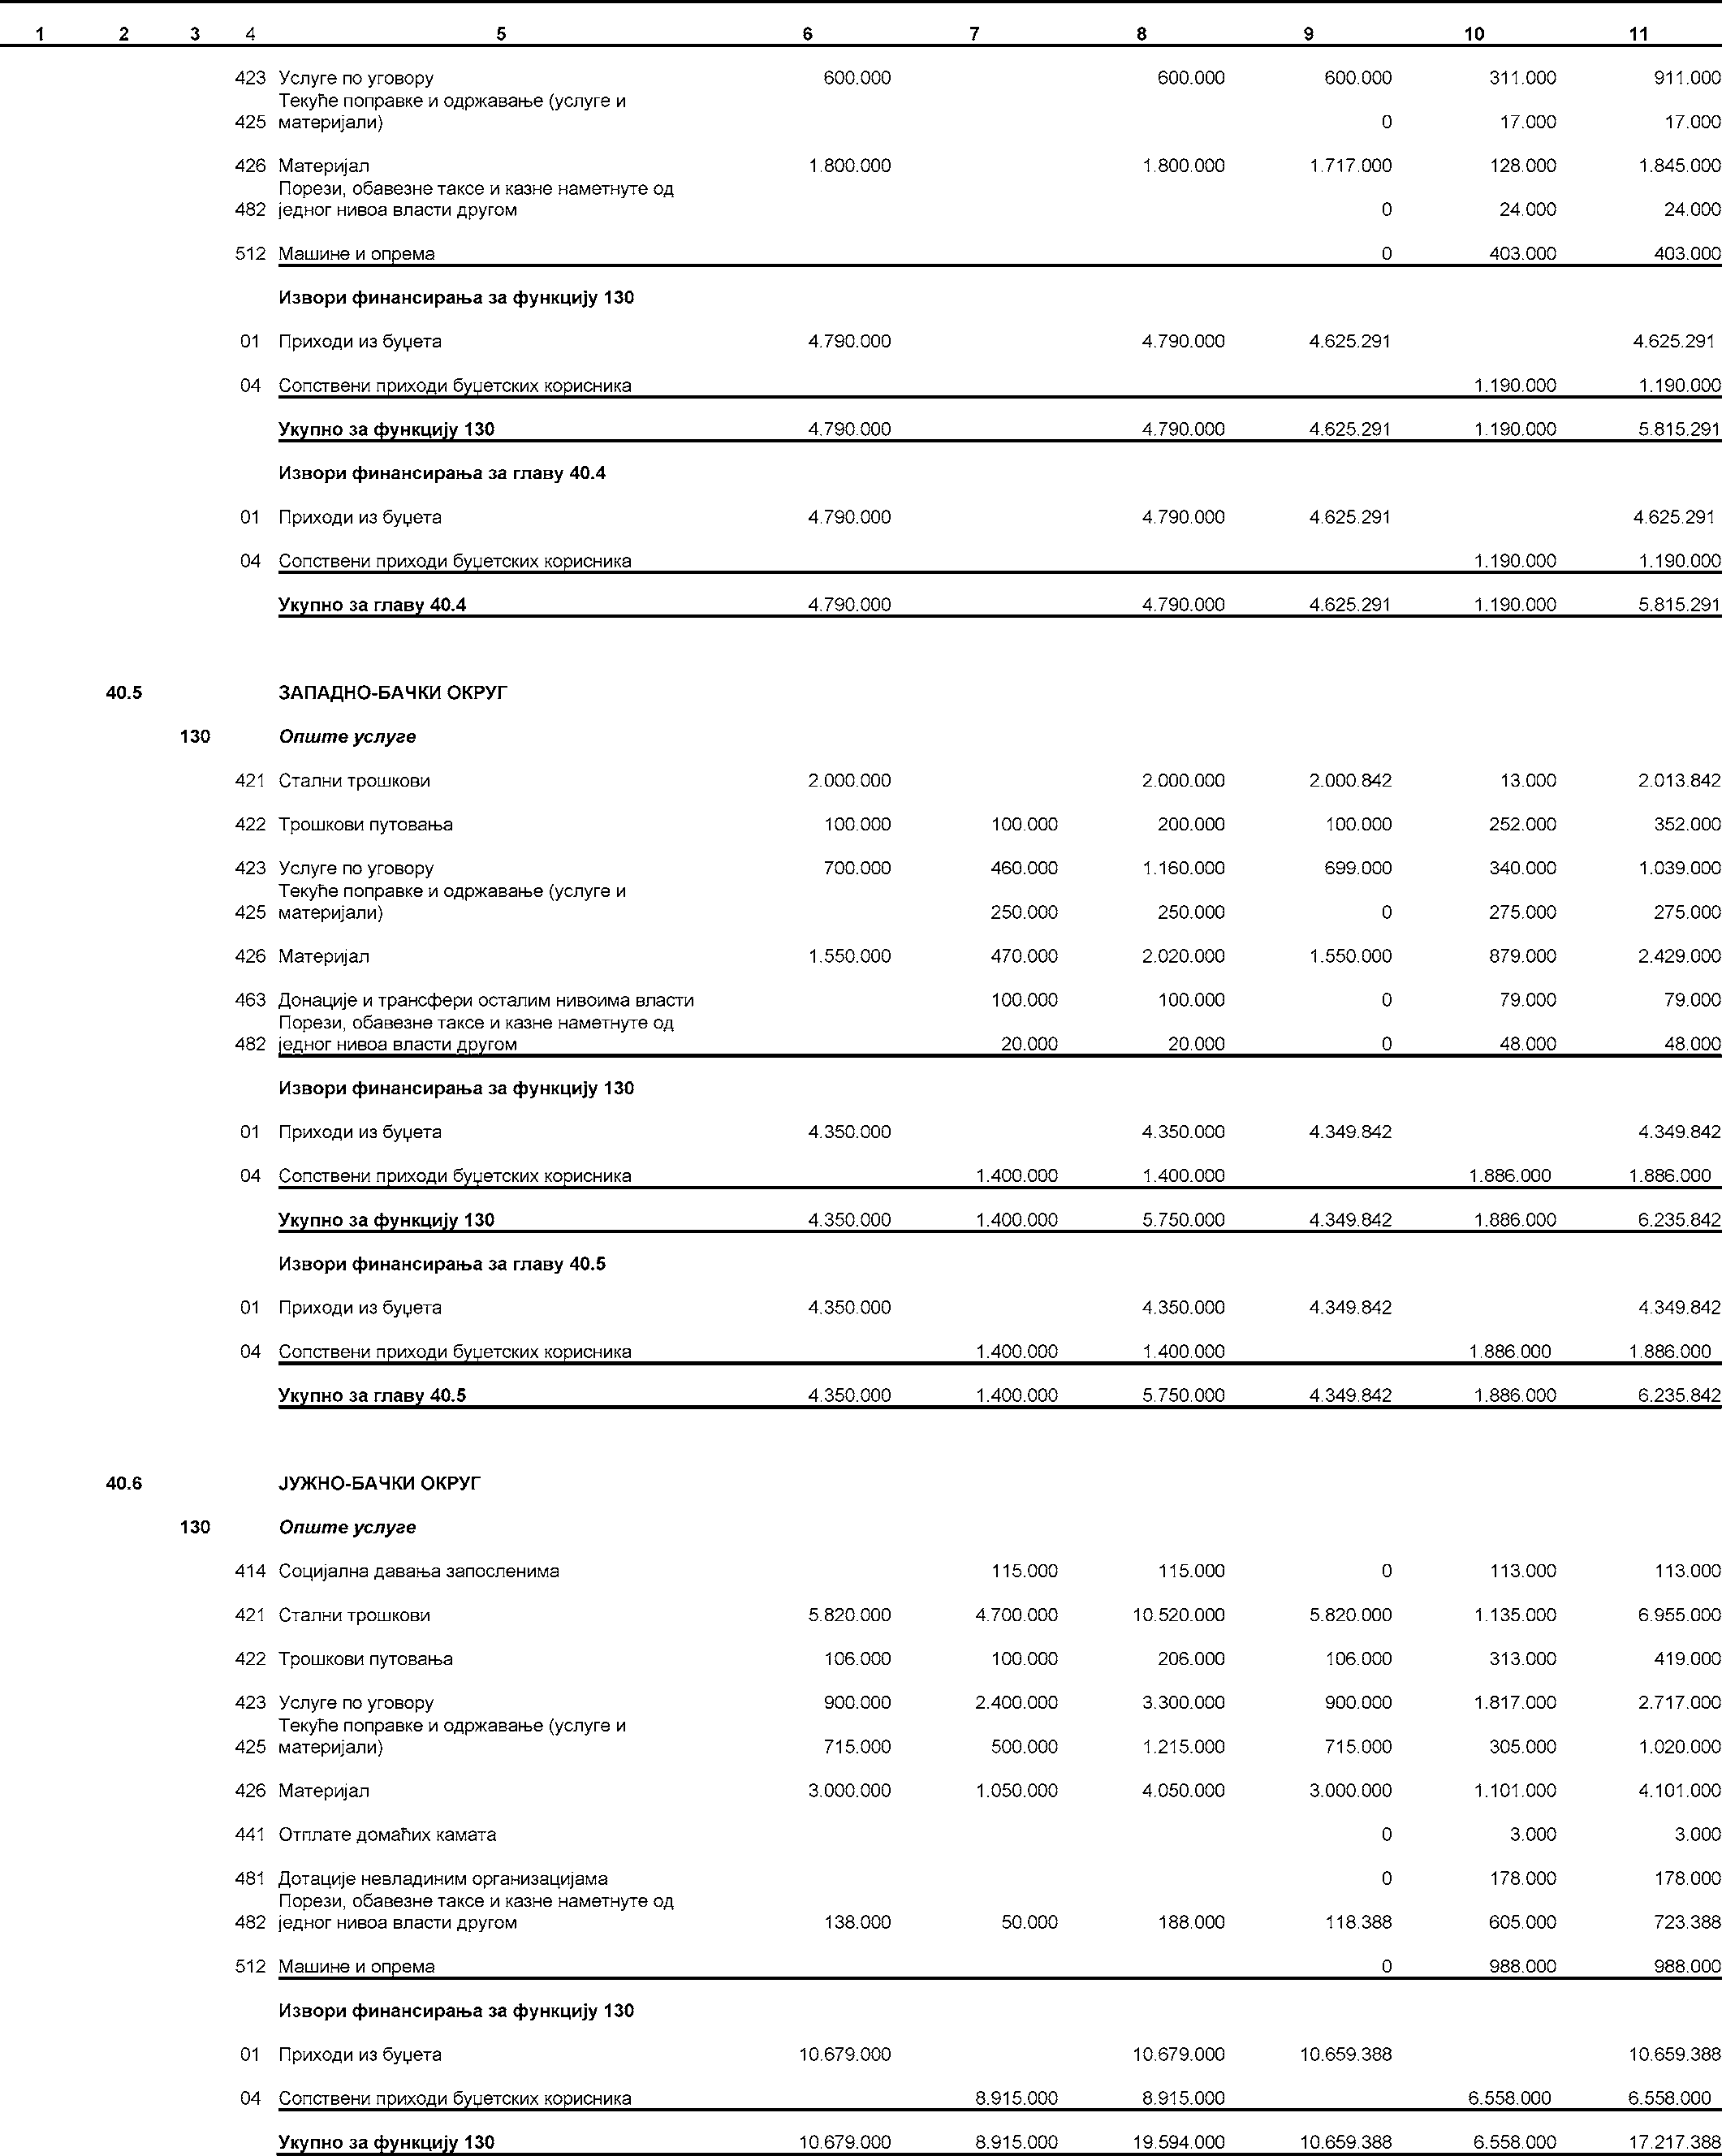 1 2 3 4 5 6 7 8 9 10 11
423 Услуге по уговору 600.000 600.000 600.000 311.000 911.000
Текуће поправке и одржавање (услуге и
425 материјали) 0 17.000 17.000
426 Материјал 1.800.000 1.800.000 1.717.000 128.000 1.845.000
Порези, обавезне таксе и казне наметнуте од
482 једног нивоа власти другом 0 24.000 24.000
512 Машине и опрема 0 403.000 403.000
Извори финансирања за функцију 130
01 Приходи из буџета 4.790.000 4.790.000 4.625.291 4.625.291
04 Сопствени приходи буџетских корисника 1.190.000 1.190.000
Укупно за функцију 130 4.790.000 4.790.000 4.625.291 1.190.000 5.815.291
Извори финансирања за главу 40.4
01 Приходи из буџета 4.790.000 4.790.000 4.625.291 4.625.291
04 Сопствени приходи буџетских корисника 1.190.000 1.190.000
Укупно за главу 40.4 4.790.000 4.790.000 4.625.291 1.190.000 5.815.291
40.5 ЗАПАДНО-БАЧКИ ОКРУГ
130 Опште услуге
421 Стални трошкови 2.000.000 2.000.000 2.000.842 13.000 2.013.842
422 Трошкови путовања 100.000 100.000 200.000 100.000 252.000 352.000
423 Услуге по уговору 700.000 460.000 1.160.000 699.000 340.000 1.039.000
Текуће поправке и одржавање (услуге и
425 материјали) 250.000 250.000 0 275.000 275.000
426 Материјал 1.550.000 470.000 2.020.000 1.550.000 879.000 2.429.000
463 Донације и трансфери осталим нивоима власти 100.000 100.000 0 79.000 79.000
Порези, обавезне таксе и казне наметнуте од
482 једног нивоа власти другом 20.000 20.000 0 48.000 48.000
Извори финансирања за функцију 130
01 Приходи из буџета 4.350.000 4.350.000 4.349.842 4.349.842
04 Сопствени приходи буџетских корисника 1.400.000 1.400.000 1.886.000 1.886.000
Укупно за функцију 130 4.350.000 1.400.000 5.750.000 4.349.842 1.886.000 6.235.842
Извори финансирања за главу 40.5
01 Приходи из буџета 4.350.000 4.350.000 4.349.842 4.349.842
04 Сопствени приходи буџетских корисника 1.400.000 1.400.000 1.886.000 1.886.000
Укупно за главу 40.5 4.350.000 1.400.000 5.750.000 4.349.842 1.886.000 6.235.842
40.6 ЈУЖНО-БАЧКИ ОКРУГ
130 Опште услуге
414 Социјална давања запосленима 115.000 115.000 0 113.000 113.000
421 Стални трошкови 5.820.000 4.700.000 10.520.000 5.820.000 1.135.000 6.955.000
422 Трошкови путовања 106.000 100.000 206.000 106.000 313.000 419.000
423 Услуге по уговору 900.000 2.400.000 3.300.000 900.000 1.817.000 2.717.000
Текуће поправке и одржавање (услуге и
425 материјали) 715.000 500.000 1.215.000 715.000 305.000 1.020.000
426 Материјал 3.000.000 1.050.000 4.050.000 3.000.000 1.101.000 4.101.000
441 Отплате домаћих камата 0 3.000 3.000
481 Дотације невладиним организацијама 0 178.000 178.000
Порези, обавезне таксе и казне наметнуте од
482 једног нивоа власти другом 138.000 50.000 188.000 118.388 605.000 723.388
512 Машине и опрема 0 988.000 988.000
Извори финансирања за функцију 130
01 Приходи из буџета 10.679.000 10.679.000 10.659.388 10.659.388
04 Сопствени приходи буџетских корисника 8.915.000 8.915.000 6.558.000 6.558.000
Укупно за функцију 130 10.679.000 8.915.000 19.594.000 10.659.388 6.558.000 17.217.388